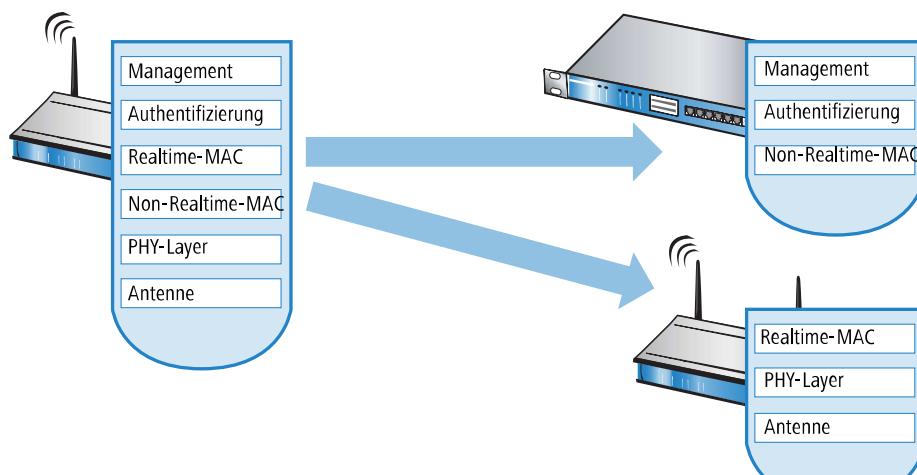 Management
Authentifizierung
Realtime-MAC
Non-Realtime-MAC
PHY-Layer
Antenne
Management
Authentifizierung
Non-Realtime-MAC
Realtime-MAC
PHY-Layer
Antenne